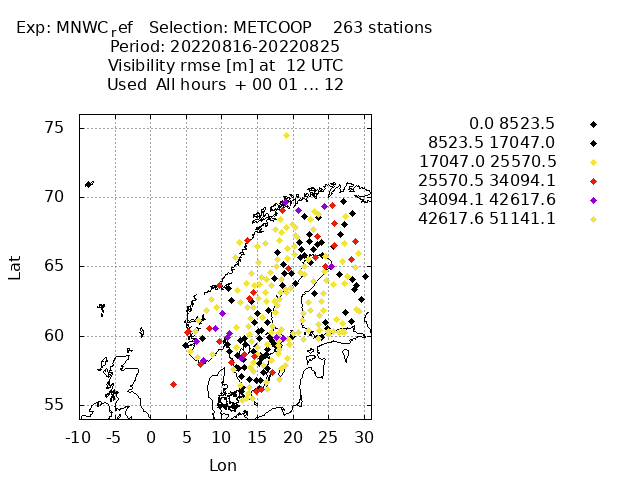 Exp: MNWCref Selection: METCOOP 263 stations
Period: 20220816-20220825
Visibility rmse [m] at 12 UTC
Used All hours + 00 01 ... 12
0.0 8523.5
8523.5 17047.0
17047.0 25570.5
25570.5 34094.1
34094.1 42617.6
42617.6 51141.1
75
70
65
60
55
Lat
-10 -5 0 5 10 15 20 25 30
Lon